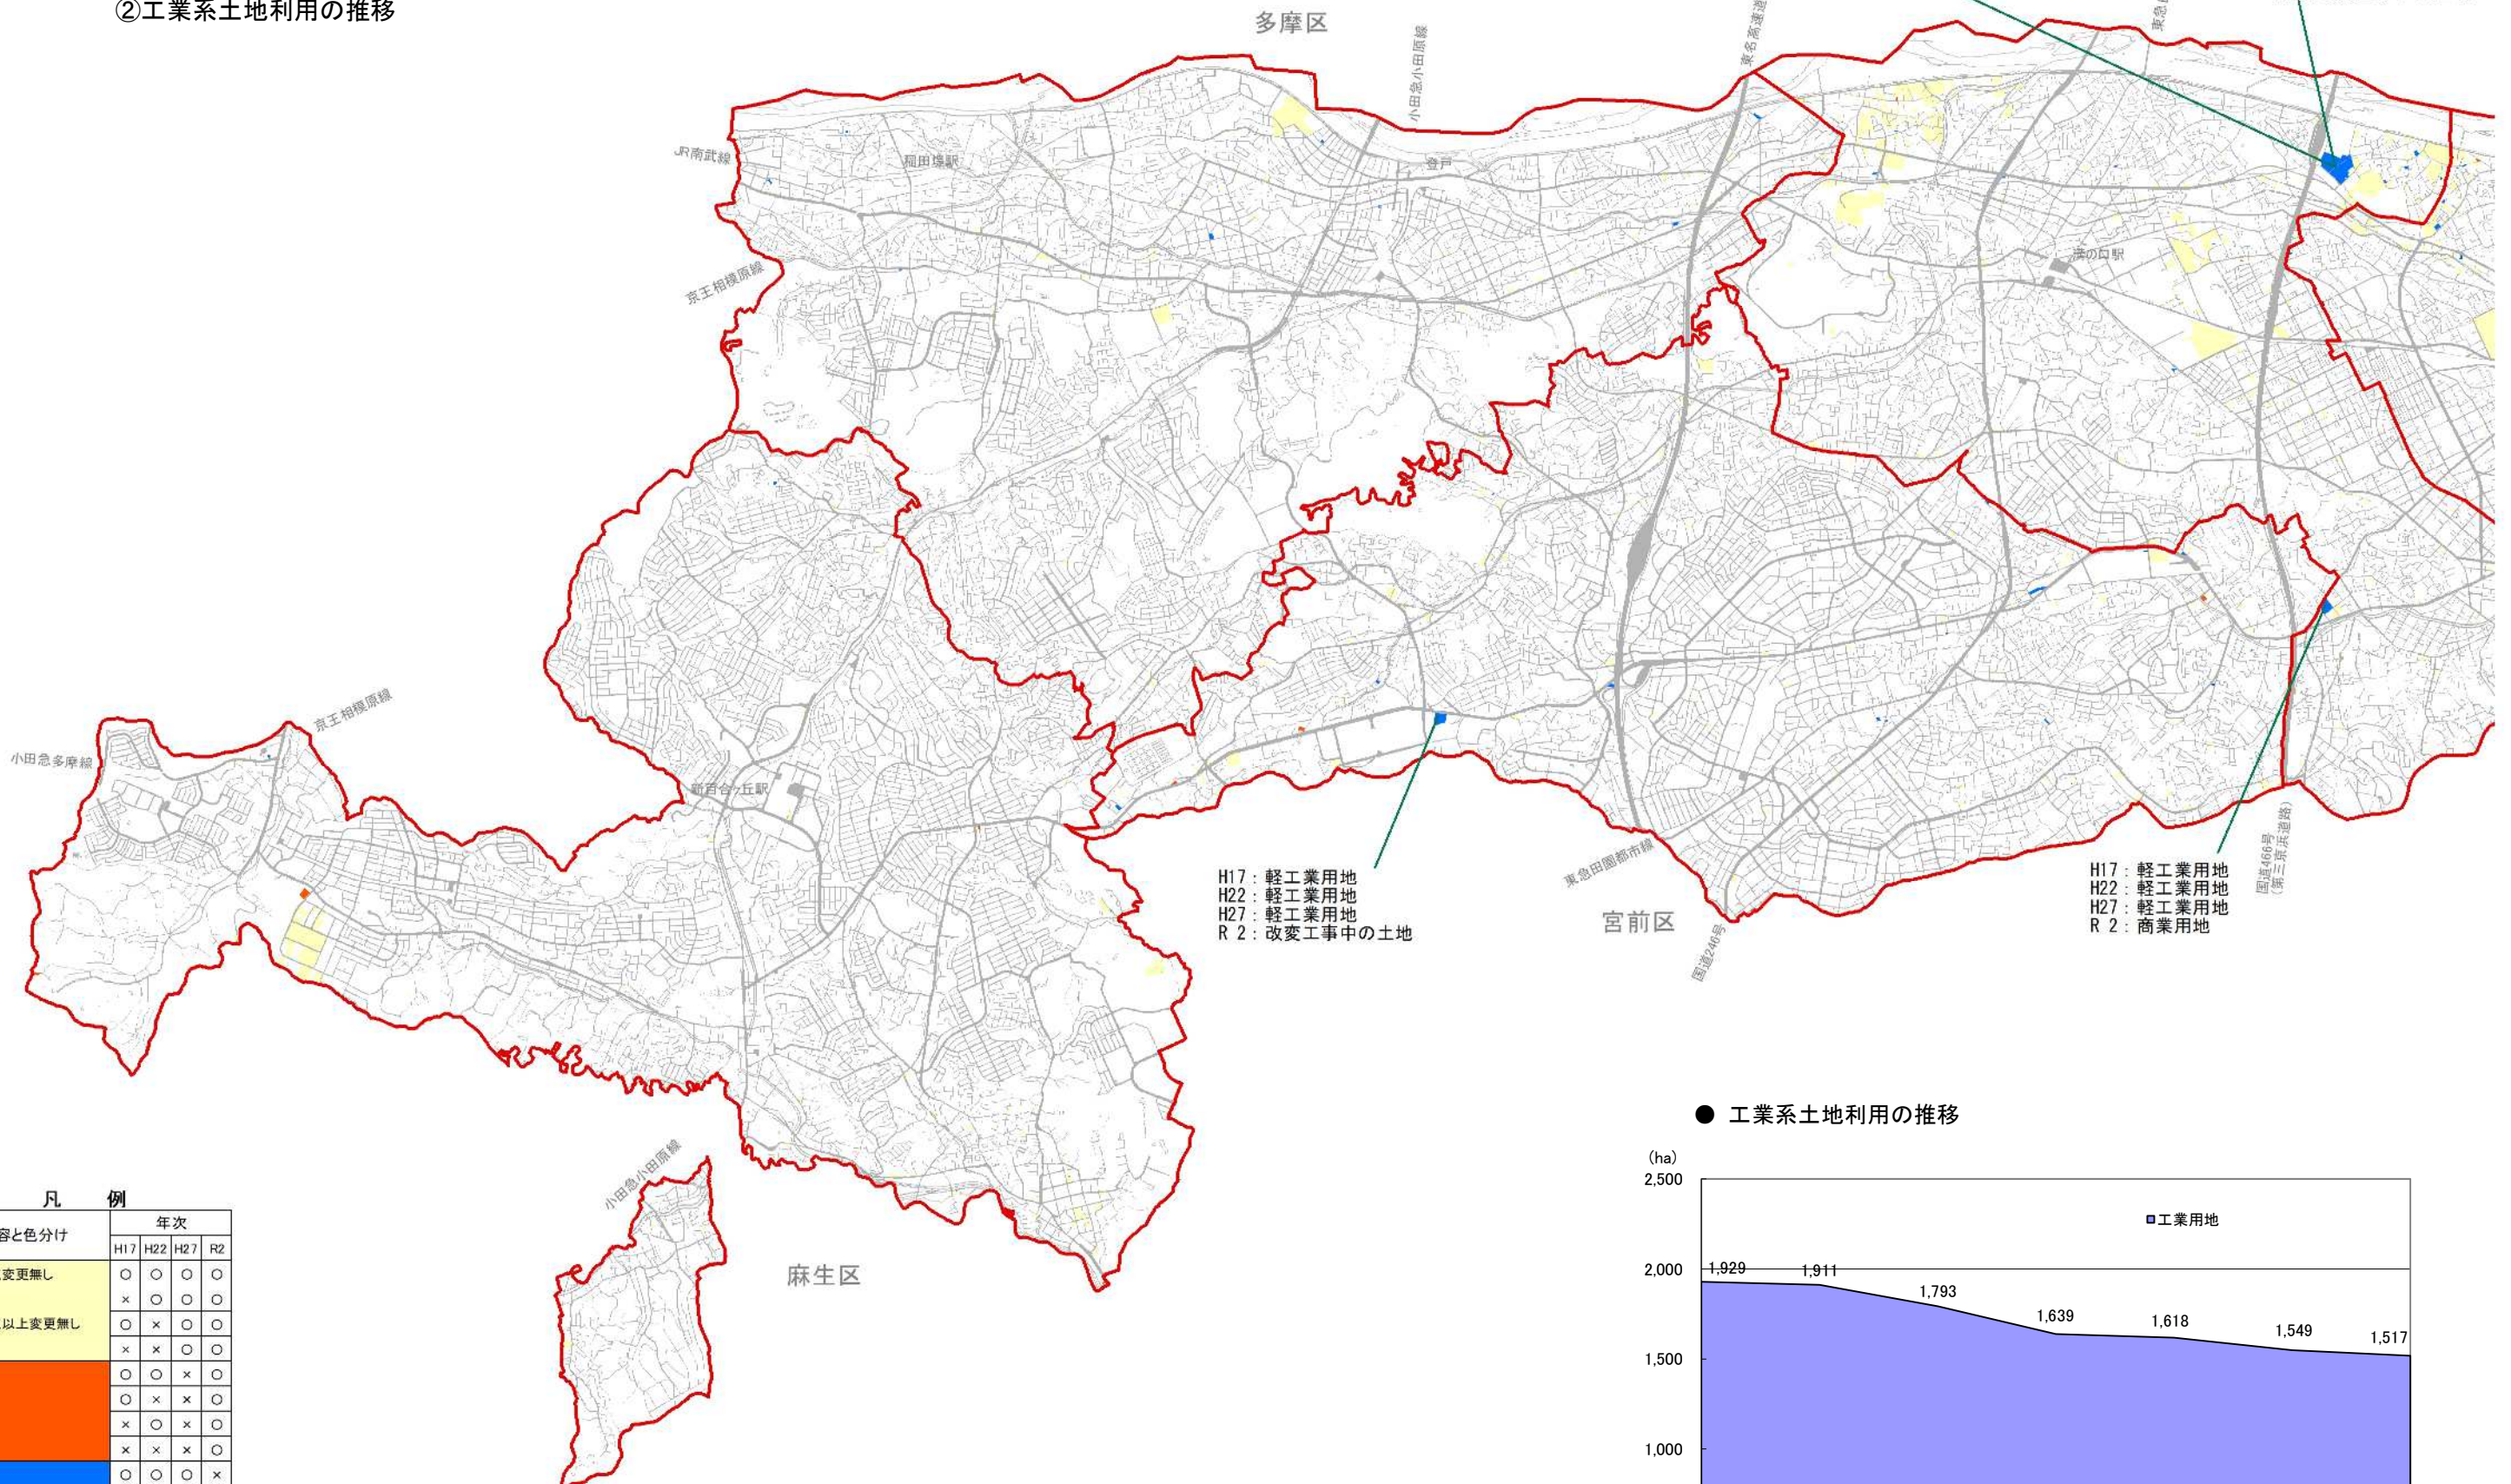 ②工業系土地利用の推移
多摩区
小田急小田原線
東名高速道
東急
JR南武線
稲田堤駅
登戸
京王相模原線
溝の口駅
京王相模原線
小田急多摩線
新百合ヶ丘駅
H17：軽工業用地
H22：軽工業用地
H27：軽工業用地
R 2：改変工事中の土地
東急田園都市線
宮前区
国道246号
H17：軽工業用地
H22：軽工業用地
H27：軽工業用地
R 2：商業用地
国道466号
（第三京浜道路）
小田急小田原線
麻生区
凡 例
容と色分け 年次
H17 H22 H27 R2
変更無し ○ ○ ○ ○
× ○ ○ ○
以上変更無し ○ × ○ ○
× × ○ ○
○ ○ × ○
○ × × ○
× ○ × ○
× × × ○
○ ○ ○ ×
● 工業系土地利用の推移
(ha)
2,500
工業用地
2,000
1,929 1,911 1,793 1,639 1,618 1,549 1,517
1,500
1,000